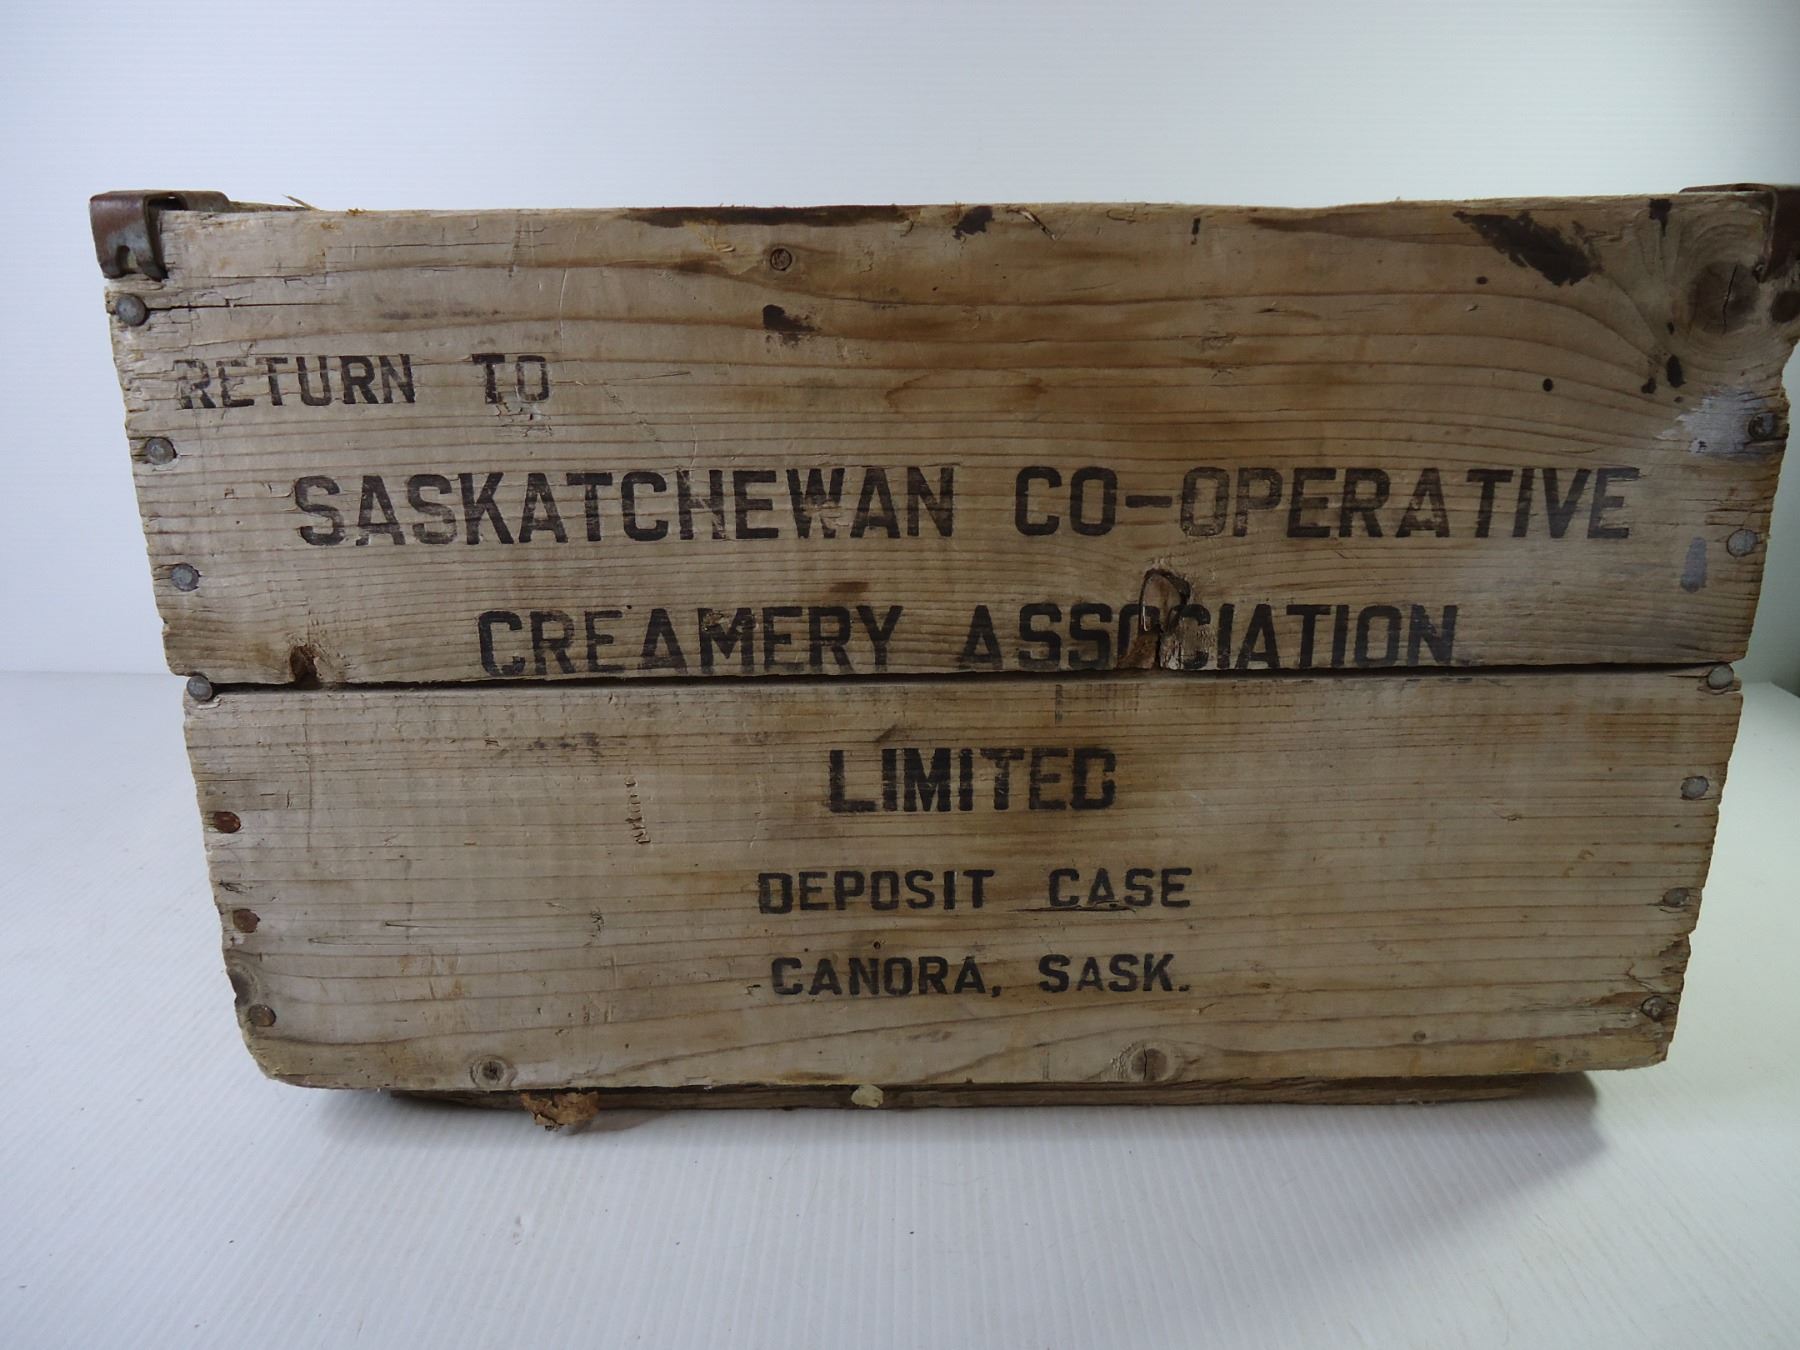 RETURN TO
SASKATCHEWAN CO-OPERATIVE
CREAMERY ASSOCIATION
LIMITED
DEPOSIT CASE
CANORA, SASK.